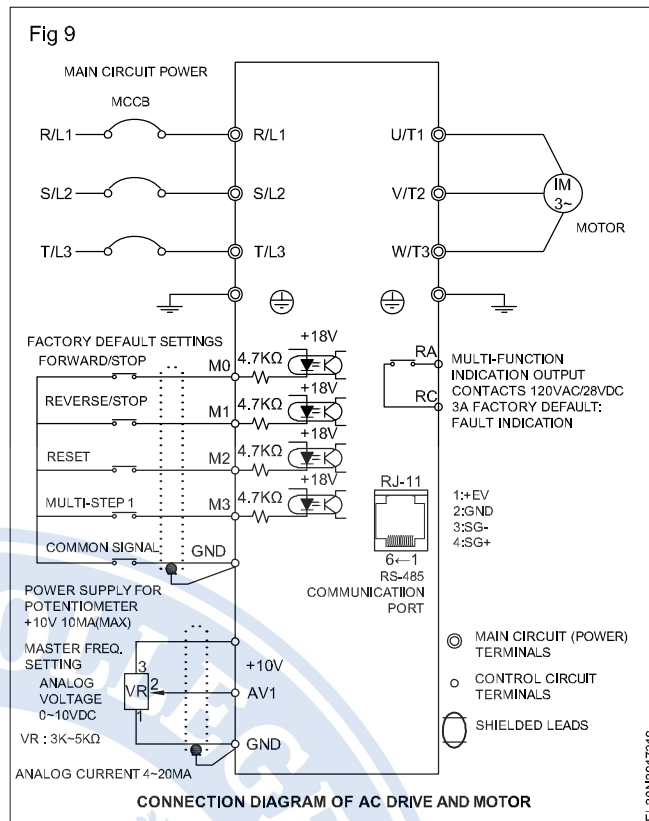 Fig 9
MAIN CIRCUIT POWER
MCCB
R/L1
R/L1
U/T1
S/L2
S/L2
V/T2
IM
3~
MOTOR
T/L3
T/L3
W/T3
FACTORY DEFAULT SETTINGS
FORWARD/STOP
M0
4.7KΩ
+18V
REVERSE/STOP
M1
4.7KΩ
+18V
RESET
M2
4.7KΩ
+18V
MULTI-STEP 1
M3
4.7KΩ
+18V
COMMON SIGNAL
GND
RA
RC
MULTI-FUNCTION
INDICATION OUTPUT
CONTACTS 120VAC/28VDC
3A FACTORY DEFAULT:
FAULT INDICATION
RJ-11
6←1
RS-485
COMMUNICATION
PORT
1:+EV
2:GND
3:SG-
4:SG+
POWER SUPPLY FOR
POTENTIOMETER
+10V 10MA(MAX)
MASTER FREQ.
SETTING
ANALOG
VOLTAGE
0~10VDC
VR : 3K~5KΩ
3
VR
2
1
+10V
AV1
GND
ANALOG CURRENT 4~20MA
MAIN CIRCUIT (POWER)
TERMINALS
CONTROL CIRCUIT
TERMINALS
SHIELDED LEADS
CONNECTION DIAGRAM OF AC DRIVE AND MOTOR